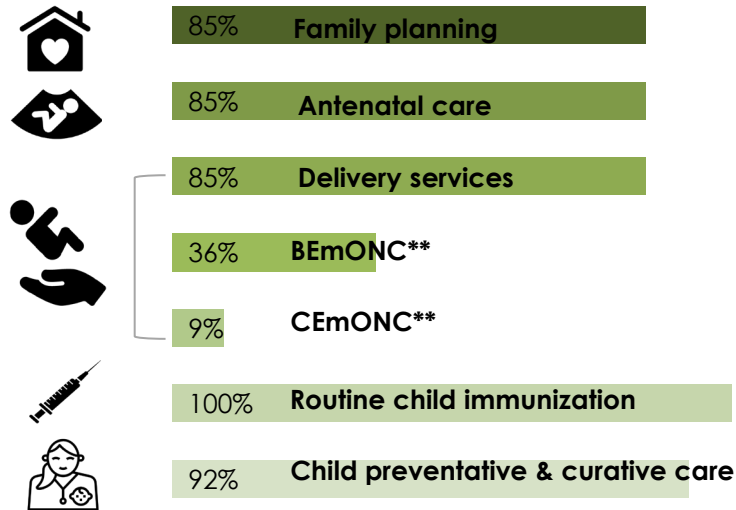 85% Family planning
85% Antenatal care
85% Delivery services
36% BEmONC**
9% CEmONC**
100% Routine child immunization
92% Child preventative & curative care